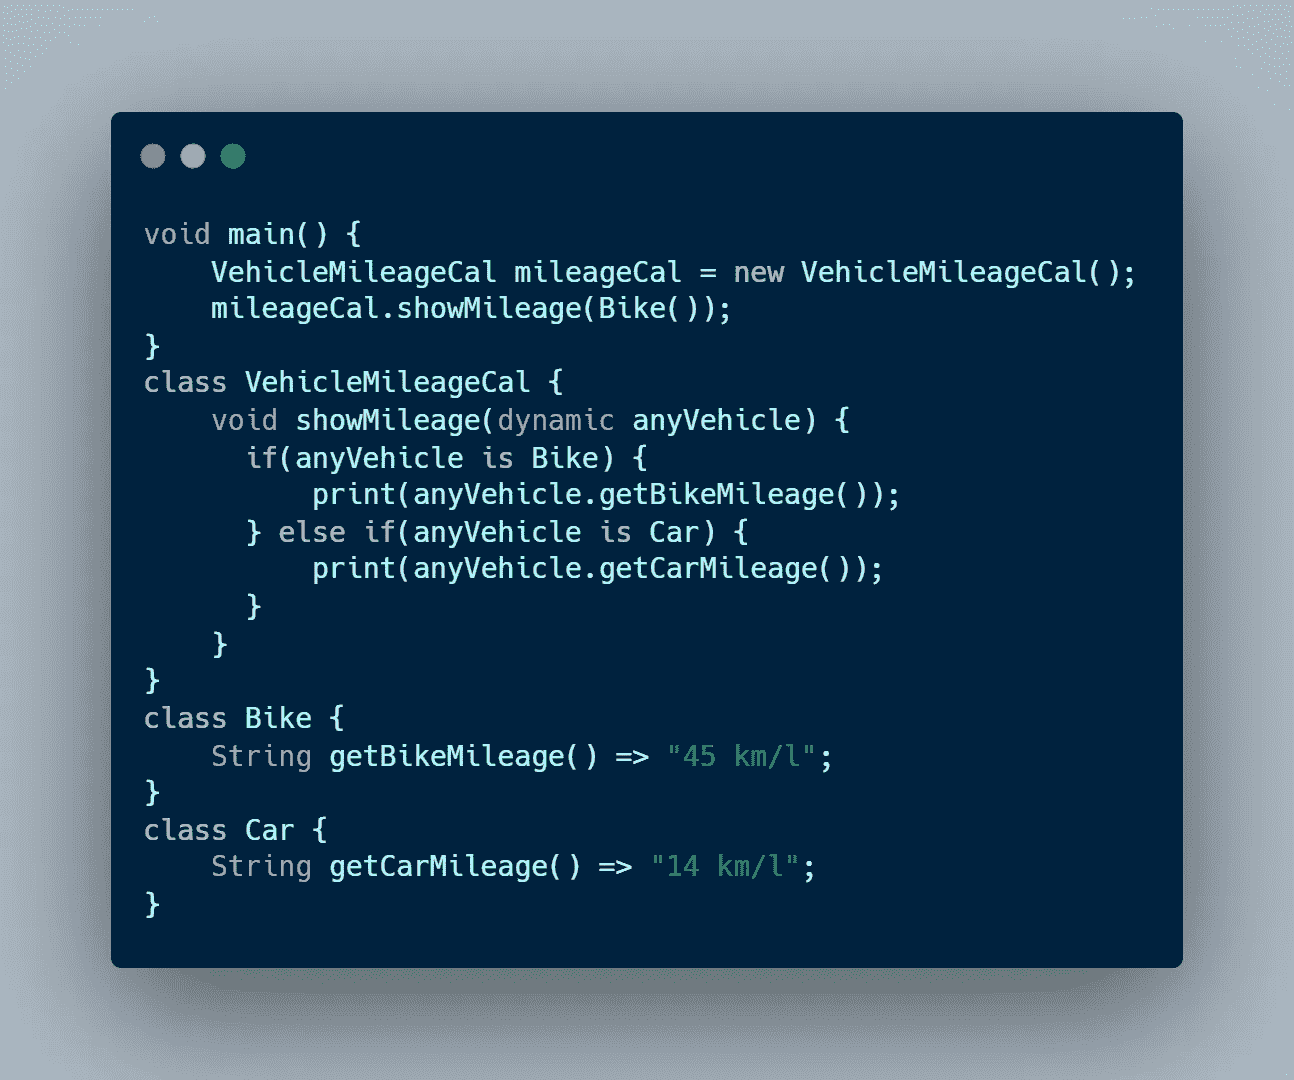 void main() {
    VehicleMileageCal mileageCal = new VehicleMileageCal();
    mileageCal.showMileage(Bike());
}
class VehicleMileageCal {
    void showMileage(dynamic anyVehicle) {
      if(anyVehicle is Bike) {
          print(anyVehicle.getBikeMileage());
      } else if(anyVehicle is Car) {
          print(anyVehicle.getCarMileage());
      }
    }
}
class Bike {
    String getBikeMileage() => "45 km/l";
}
class Car {
    String getCarMileage() => "14 km/l";
}